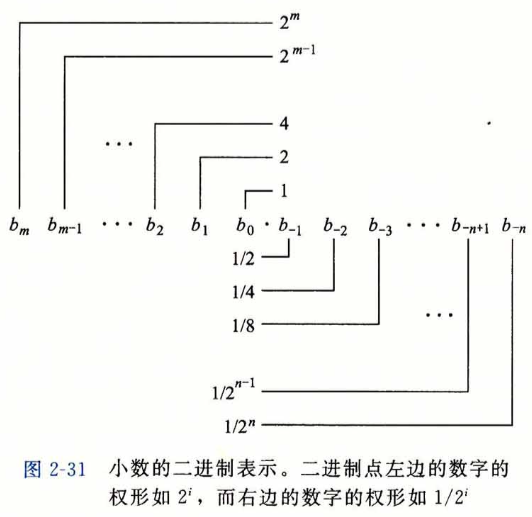 2^m
2^{m-1}
··· 4
2
1
b_m b_{m-1} ··· b_2 b_1 b_0 · b_{-1} b_{-2} b_{-3} ··· b_{-n+1} b_{-n}
1/2
1/4
1/8 ···
1/2^{n-1}
1/2^n
图 2-31 小数的二进制表示。二进制点左边的数字的
权形如 2^i，而右边的数字的权形如 1/2^i